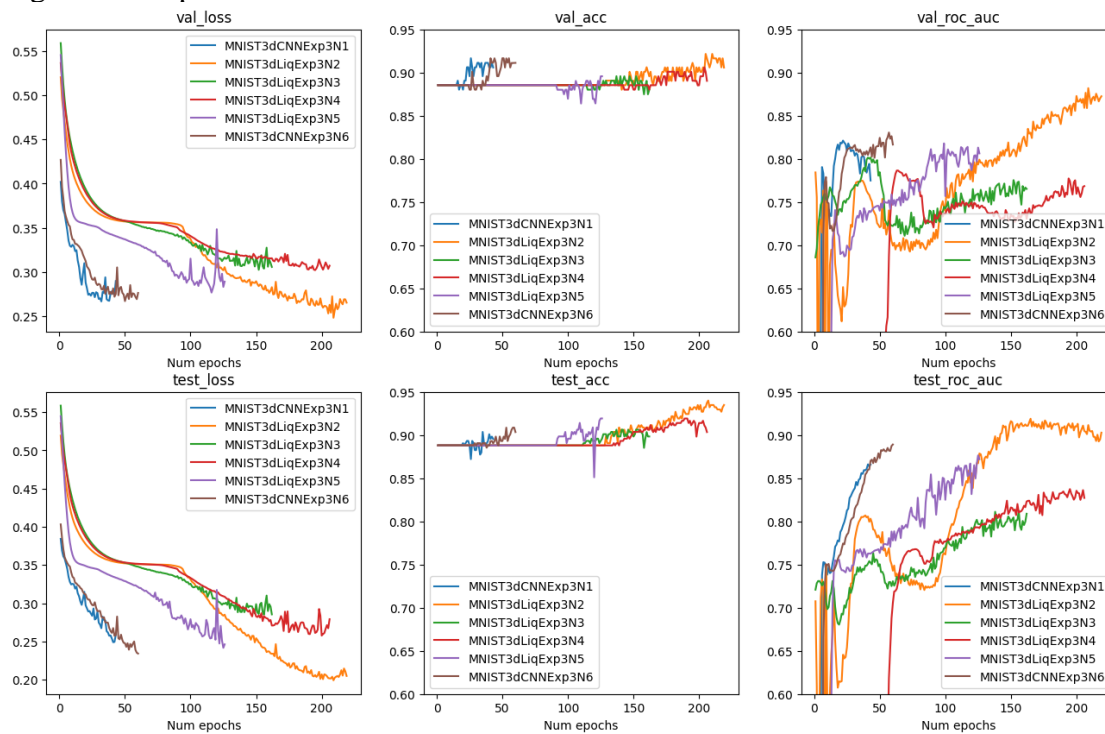 val_loss
0.55
0.50
0.45
0.40
0.35
0.30
0.25
MNIST3dCNNExp3N1
MNIST3dLiqExp3N2
MNIST3dLiqExp3N3
MNIST3dLiqExp3N4
MNIST3dLiqExp3N5
MNIST3dCNNExp3N6
0 50 100 150 200
Num epochs
val_acc
0.95
0.90
0.85
0.80
0.75
0.70
0.65
0.60
MNIST3dCNNExp3N1
MNIST3dLiqExp3N2
MNIST3dLiqExp3N3
MNIST3dLiqExp3N4
MNIST3dLiqExp3N5
MNIST3dCNNExp3N6
0 50 100 150 200
Num epochs
val_roc_auc
0.95
0.90
0.85
0.80
0.75
0.70
0.65
0.60
MNIST3dCNNExp3N1
MNIST3dLiqExp3N2
MNIST3dLiqExp3N3
MNIST3dLiqExp3N4
MNIST3dLiqExp3N5
MNIST3dCNNExp3N6
0 50 100 150 200
Num epochs
test_loss
0.55
0.50
0.45
0.40
0.35
0.30
0.25
0.20
MNIST3dCNNExp3N1
MNIST3dLiqExp3N2
MNIST3dLiqExp3N3
MNIST3dLiqExp3N4
MNIST3dLiqExp3N5
MNIST3dCNNExp3N6
0 50 100 150 200
Num epochs
test_acc
0.95
0.90
0.85
0.80
0.75
0.70
0.65
0.60
MNIST3dCNNExp3N1
MNIST3dLiqExp3N2
MNIST3dLiqExp3N3
MNIST3dLiqExp3N4
MNIST3dLiqExp3N5
MNIST3dCNNExp3N6
0 50 100 150 200
Num epochs
test_roc_auc
0.95
0.90
0.85
0.80
0.75
0.70
0.65
0.60
MNIST3dCNNExp3N1
MNIST3dLiqExp3N2
MNIST3dLiqExp3N3
MNIST3dLiqExp3N4
MNIST3dLiqExp3N5
MNIST3dCNNExp3N6
0 50 100 150 200
Num epochs